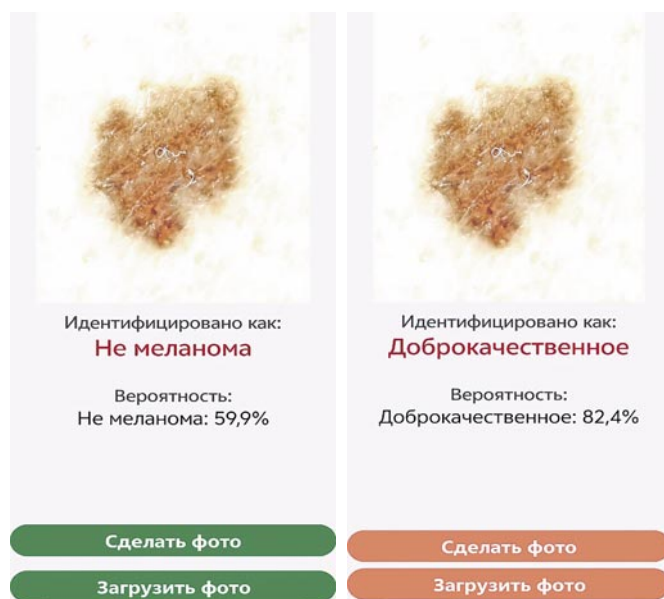 Идентифицировано как:
Не меланома
Вероятность:
Не меланома: 59,9%
Сделать фото
Загрузить фото
Идентифицировано как:
Доброкачественное
Вероятность:
Доброкачественное: 82,4%
Сделать фото
Загрузить фото